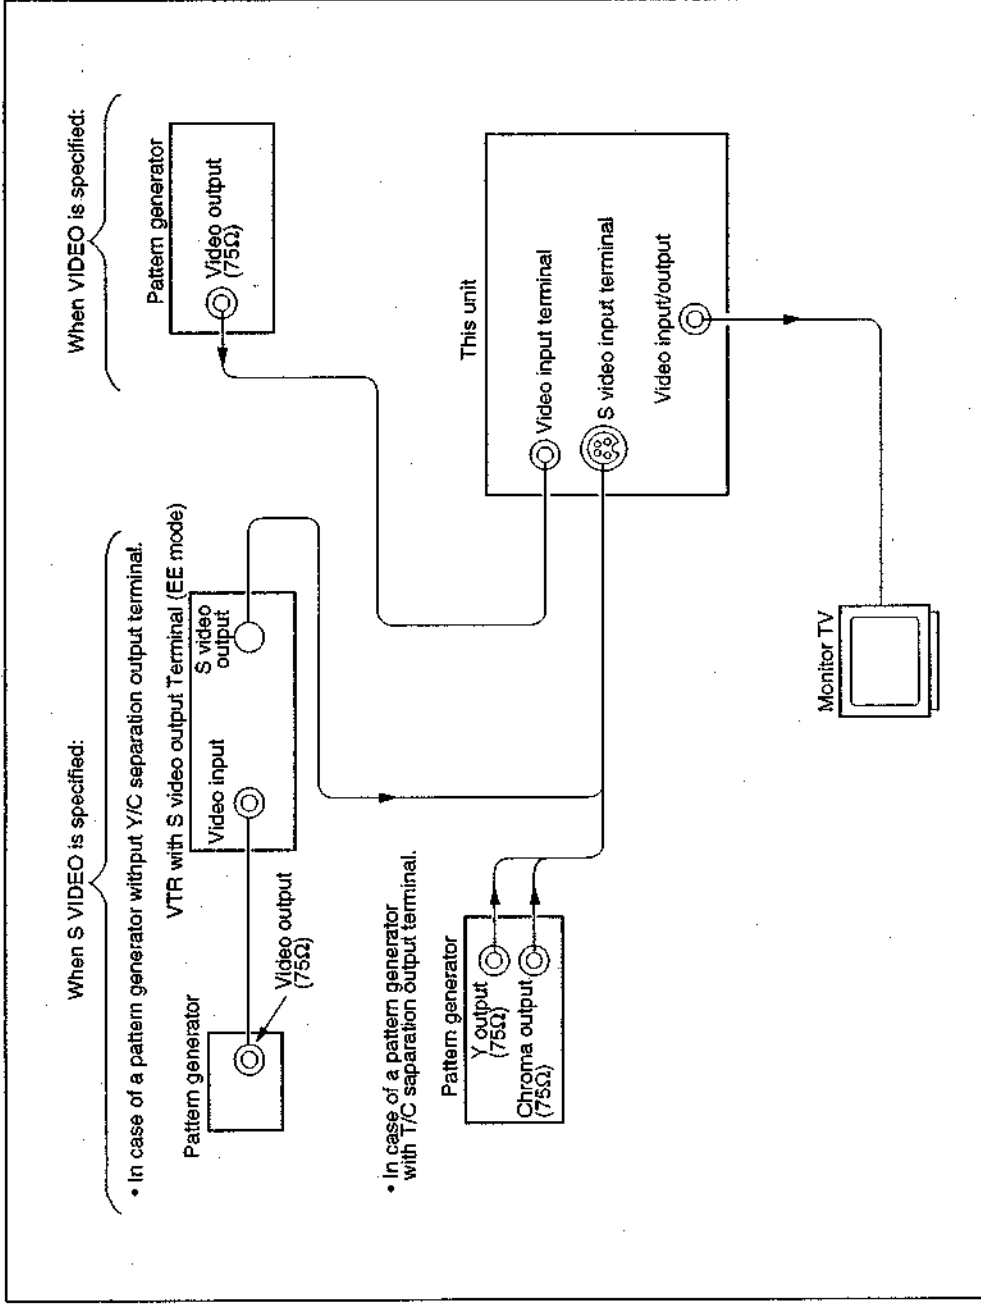 When S VIDEO is specified:
• In case of a pattern generator withput Y/C separation output terminal.
VTR with S video output Terminal (EE mode)
Pattern generator
Video output
(75Ω)
Video input
S video
output
• In case of a pattern generator
with T/C saparation output terminal.
Pattern generator
Y output
(75Ω)
Chroma output
(75Ω)
When VIDEO is specified:
Pattern generator
Video output
(75Ω)
This unit
Video input terminal
S video input terminal
Video input/output
Monitor TV